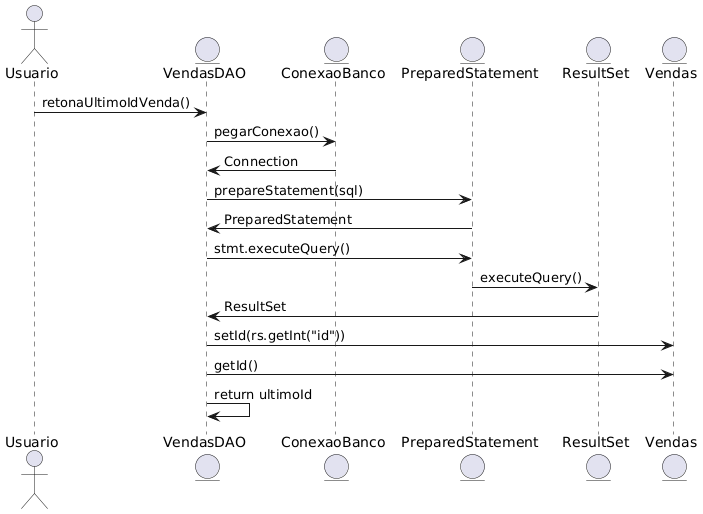 Usuario VendasDAO ConexaoBanco PreparedStatement ResultSet Vendas
retonaUltimoIdVenda()
pegarConexao()
Connection
prepareStatement(sql)
PreparedStatement
stmt.executeQuery()
executeQuery()
ResultSet
setId(rs.getInt("id"))
getId()
return ultimoId
Usuario VendasDAO ConexaoBanco PreparedStatement ResultSet Vendas